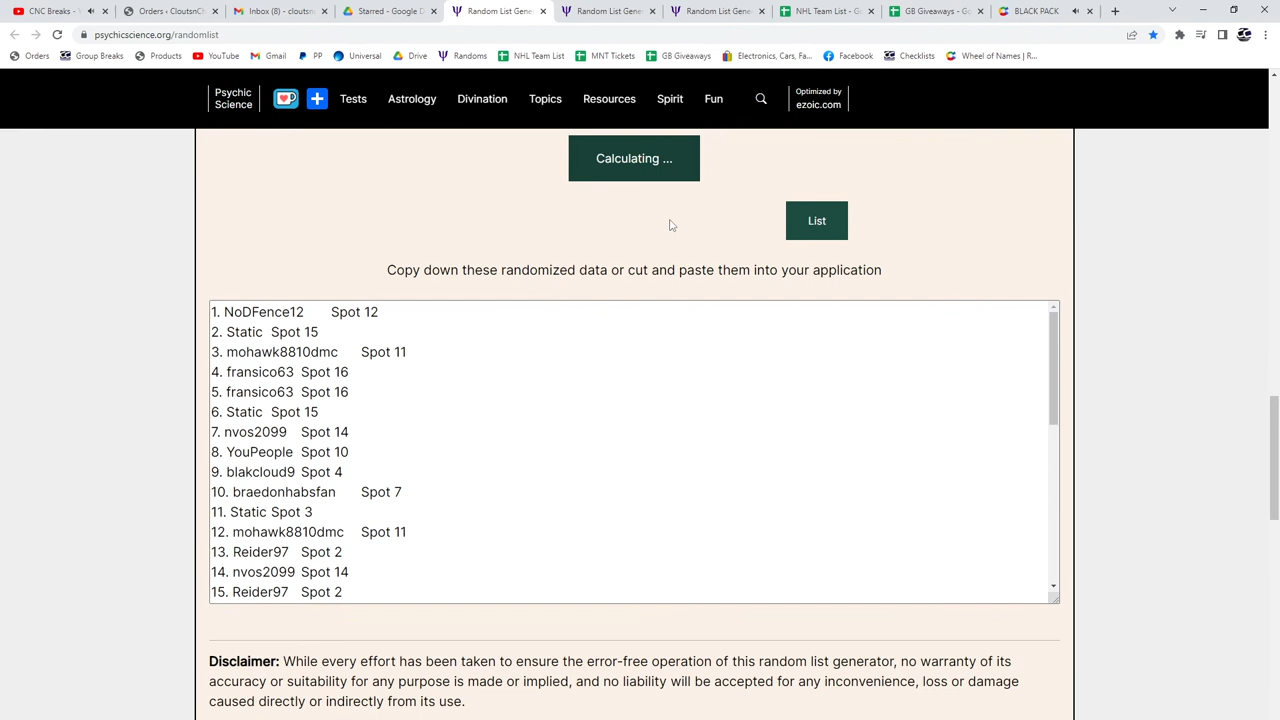 CNC Breaks - Y
Orders ‹ CloutsnCh
Inbox (8) - cloutsn
Starred - Google D
Random List Gene
Random List Gene
Random List Gene
NHL Team List - G
GB Giveaways - Go
BLACK PACK
psychicscience.org/randomlist
Orders
Group Breaks
Products
YouTube
Gmail
PP
Universal
Drive
Randoms
NHL Team List
MNT Tickets
GB Giveaways
Electronics, Cars, Fa...
Facebook
Checklists
Wheel of Names | R...
Psychic
Science
Tests
Astrology
Divination
Topics
Resources
Spirit
Fun
Optimized by
ezoic.com
Calculating ...
List
Copy down these randomized data or cut and paste them into your application
1. NoDFence12 Spot 12
2. Static Spot 15
3. mohawk8810dmc Spot 11
4. fransico63 Spot 16
5. fransico63 Spot 16
6. Static Spot 15
7. nvos2099 Spot 14
8. YouPeople Spot 10
9. blakcloud9 Spot 4
10. braedonhabsfan Spot 7
11. Static Spot 3
12. mohawk8810dmc Spot 11
13. Reider97 Spot 2
14. nvos2099 Spot 14
15. Reider97 Spot 2
Disclaimer: While every effort has been taken to ensure the error-free operation of this random list generator, no warranty of its
accuracy or suitability for any purpose is made or implied, and no liability will be accepted for any inconvenience, loss or damage
caused directly or indirectly from its use.